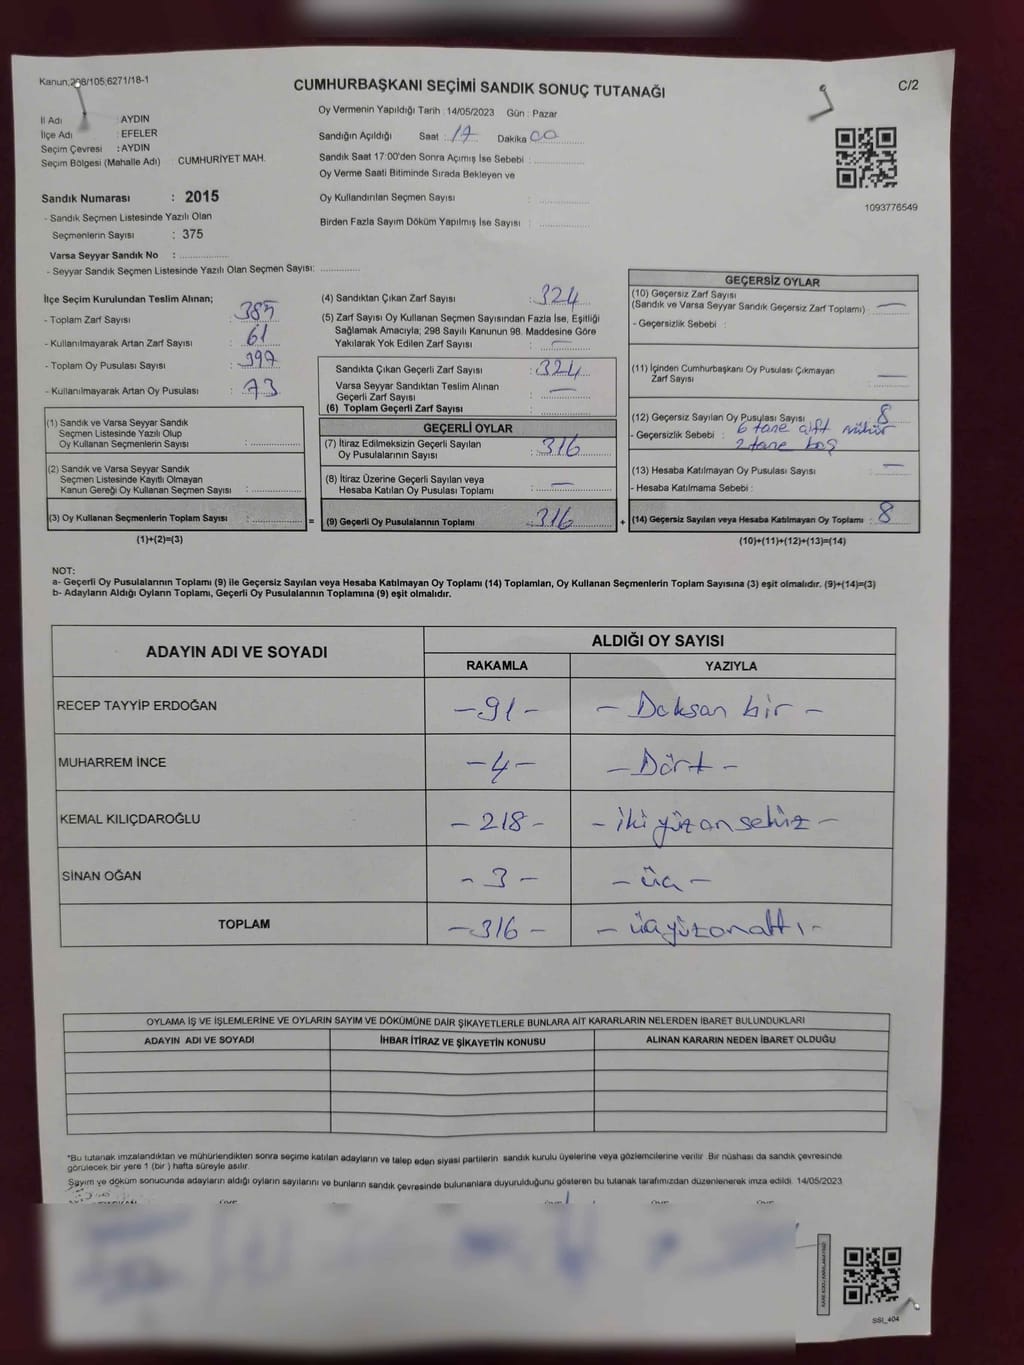 Kanun;298/105;6271/18-1
CUMHURBAŞKANI SEÇİMİ SANDIK SONUÇ TUTANAĞI
C/2
İl Adı : AYDIN
İlçe Adı : EFELER
Seçim Çevresi : AYDIN
Seçim Bölgesi (Mahalle Adı) : CUMHURİYET MAH.
Sandık Numarası : 2015
- Sandık Seçmen Listesinde Yazılı Olan
Seçmenlerin Sayısı : 375
Varsa Seyyar Sandık No :
- Seyyar Sandık Seçmen Listesinde Yazılı Olan Seçmen Sayısı:
Oy Vermenin Yapıldığı Tarih : 14/05/2023 Gün : Pazar
Sandığın Açıldığı Saat : 17 Dakika 00
Sandık Saat 17:00'den Sonra Açılmış İse Sebebi :
Oy Verme Saati Bitiminde Sırada Bekleyen ve
Oy Kullandırılan Seçmen Sayısı :
Birden Fazla Sayım Döküm Yapılmış İse Sayısı :
1093776549
İlçe Seçim Kurulundan Teslim Alınan;
- Toplam Zarf Sayısı : 385
- Kullanılmayarak Artan Zarf Sayısı : 61
- Toplam Oy Pusulası Sayısı : 397
- Kullanılmayarak Artan Oy Pusulası : 73
(1) Sandık ve Varsa Seyyar Sandık
Seçmen Listesinde Yazılı Olup
Oy Kullanan Seçmenlerin Sayısı :
(2) Sandık ve Varsa Seyyar Sandık
Seçmen Listesinde Kayıtlı Olmayan
Kanun Gereği Oy Kullanan Seçmen Sayısı :
(3) Oy Kullanan Seçmenlerin Toplam Sayısı :
(1)+(2)=(3)
=
(4) Sandıktan Çıkan Zarf Sayısı : 324
(5) Zarf Sayısı Oy Kullanan Seçmen Sayısından Fazla İse, Eşitliği
Sağlamak Amacıyla; 298 Sayılı Kanunun 98. Maddesine Göre
Yakılarak Yok Edilen Zarf Sayısı : —
Sandıkta Çıkan Geçerli Zarf Sayısı : 324
Varsa Seyyar Sandıktan Teslim Alınan
Geçerli Zarf Sayısı : —
(6) Toplam Geçerli Zarf Sayısı :
GEÇERLİ OYLAR
(7) İtiraz Edilmeksizin Geçerli Sayılan
Oy Pusulalarının Sayısı : 316
(8) İtiraz Üzerine Geçerli Sayılan veya
Hesaba Katılan Oy Pusulası Toplamı : —
(9) Geçerli Oy Pusulalarının Toplamı : 316
+
GEÇERSİZ OYLAR
(10) Geçersiz Zarf Sayısı
(Sandık ve Varsa Seyyar Sandık Geçersiz Zarf Toplamı) : —
- Geçersizlik Sebebi :
(11) İçinden Cumhurbaşkanı Oy Pusulası Çıkmayan
Zarf Sayısı : —
(12) Geçersiz Sayılan Oy Pusulası Sayısı : 8
- Geçersizlik Sebebi : 6 tane çift mühür
2 tane boş
(13) Hesaba Katılmayan Oy Pusulası Sayısı : —
- Hesaba Katılmama Sebebi :
(14) Geçersiz Sayılan veya Hesaba Katılmayan Oy Toplamı : 8
(10)+(11)+(12)+(13)=(14)
NOT:
a- Geçerli Oy Pusulalarının Toplamı (9) ile Geçersiz Sayılan veya Hesaba Katılmayan Oy Toplamı (14) Toplamları, Oy Kullanan Seçmenlerin Toplam Sayısına (3) eşit olmalıdır. (9)+(14)=(3)
b- Adayların Aldığı Oyların Toplamı, Geçerli Oy Pusulalarının Toplamına (9) eşit olmalıdır.
ADAYIN ADI VE SOYADI
ALDIĞI OY SAYISI
RAKAMLA YAZIYLA
RECEP TAYYİP ERDOĞAN -91- - Doksan bir -
MUHARREM İNCE -4- -Dört-
KEMAL KILIÇDAROĞLU -218- -iki yüz on sekiz-
SİNAN OĞAN -3- -üç-
TOPLAM -316- -üçyüzonaltı-
OYLAMA İŞ VE İŞLEMLERİNE VE OYLARIN SAYIM VE DÖKÜMÜNE DAİR ŞİKAYETLERLE BUNLARA AİT KARARLARIN NELERDEN İBARET BULUNDUKLARI
ADAYIN ADI VE SOYADI İHBAR İTİRAZ VE ŞİKAYETİN KONUSU ALINAN KARARIN NEDEN İBARET OLDUĞU
*Bu tutanak imzalandıktan ve mühürlendikten sonra seçime katılan adayların ve talep eden siyasi partilerin sandık kurulu üyelerine veya gözlemcilerine verilir. Bir nüshası da sandık çevresinde
görülecek bir yere 1 (bir) hafta süreyle asılır.
Sayım ve döküm sonucunda adayların aldığı oyların sayılarını ve bunların sandık çevresinde bulunanlara duyurulduğunu gösteren bu tutanak tarafımızdan düzenlenerek imza edildi. 14/05/2023
SSI_404